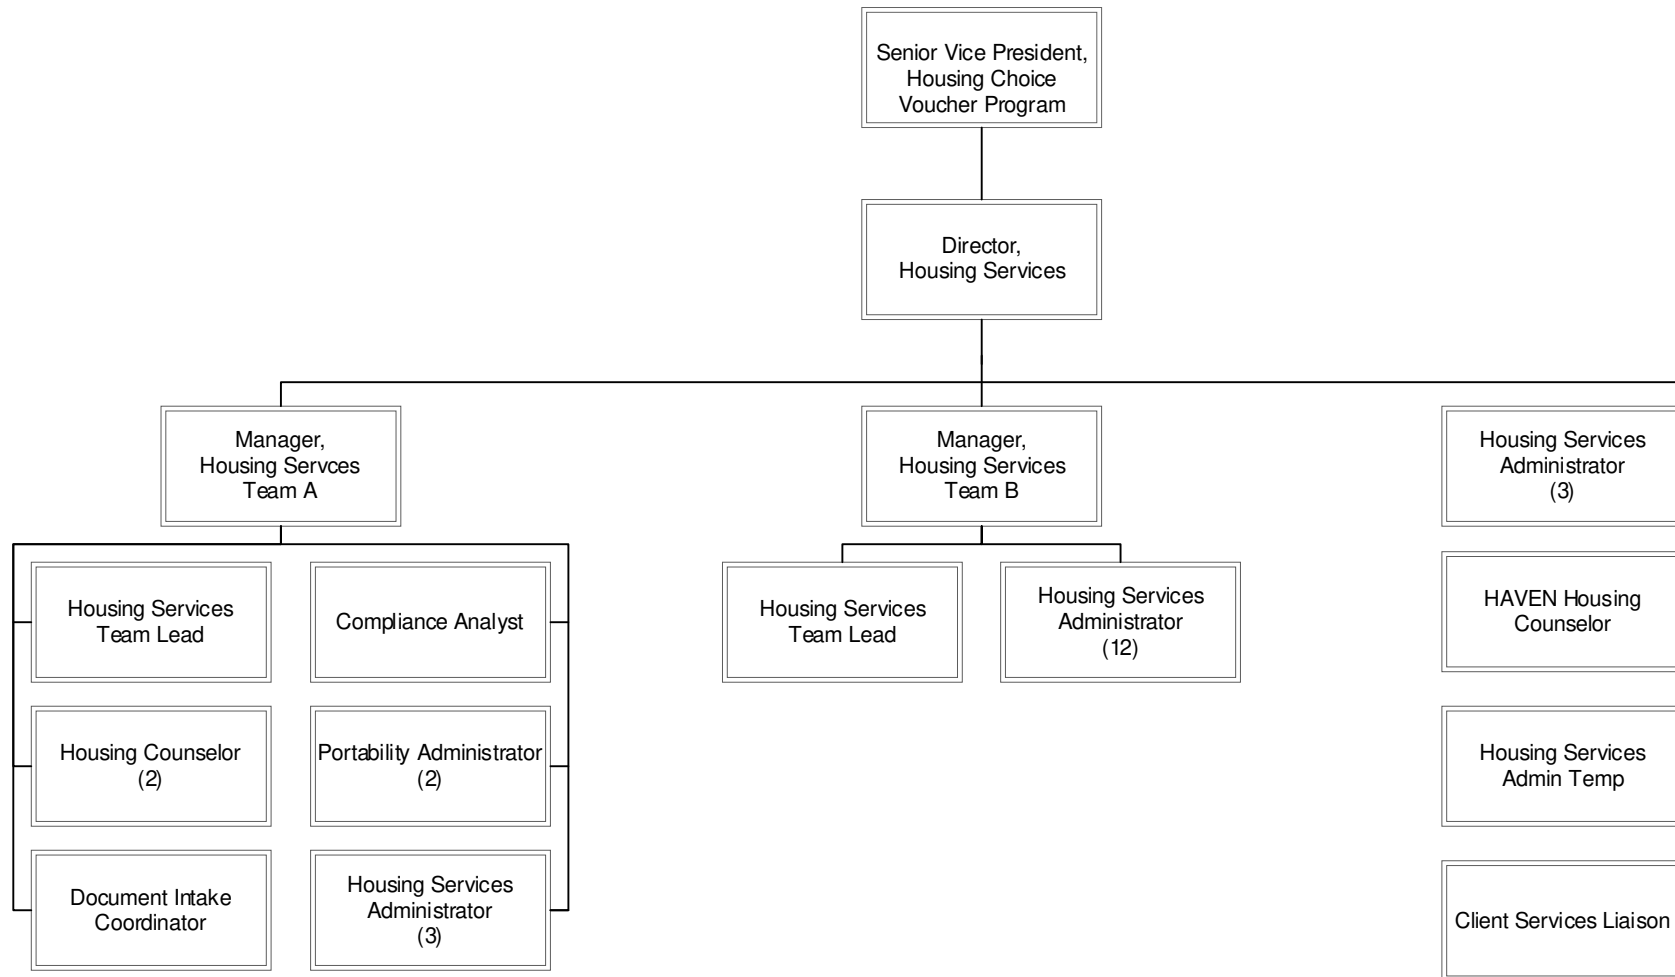 Senior Vice President,
Housing Choice
Voucher Program
Director,
Housing Services
Manager,
Housing Servces
Team A
Manager,
Housing Services
Team B
Housing Services
Administrator
(3)
Housing Services
Team Lead
Compliance Analyst
Housing Services
Team Lead
Housing Services
Administrator
(12)
HAVEN Housing
Counselor
Housing Counselor
(2)
Portability Administrator
(2)
Housing Services
Admin Temp
Document Intake
Coordinator
Housing Services
Administrator
(3)
Client Services Liaison